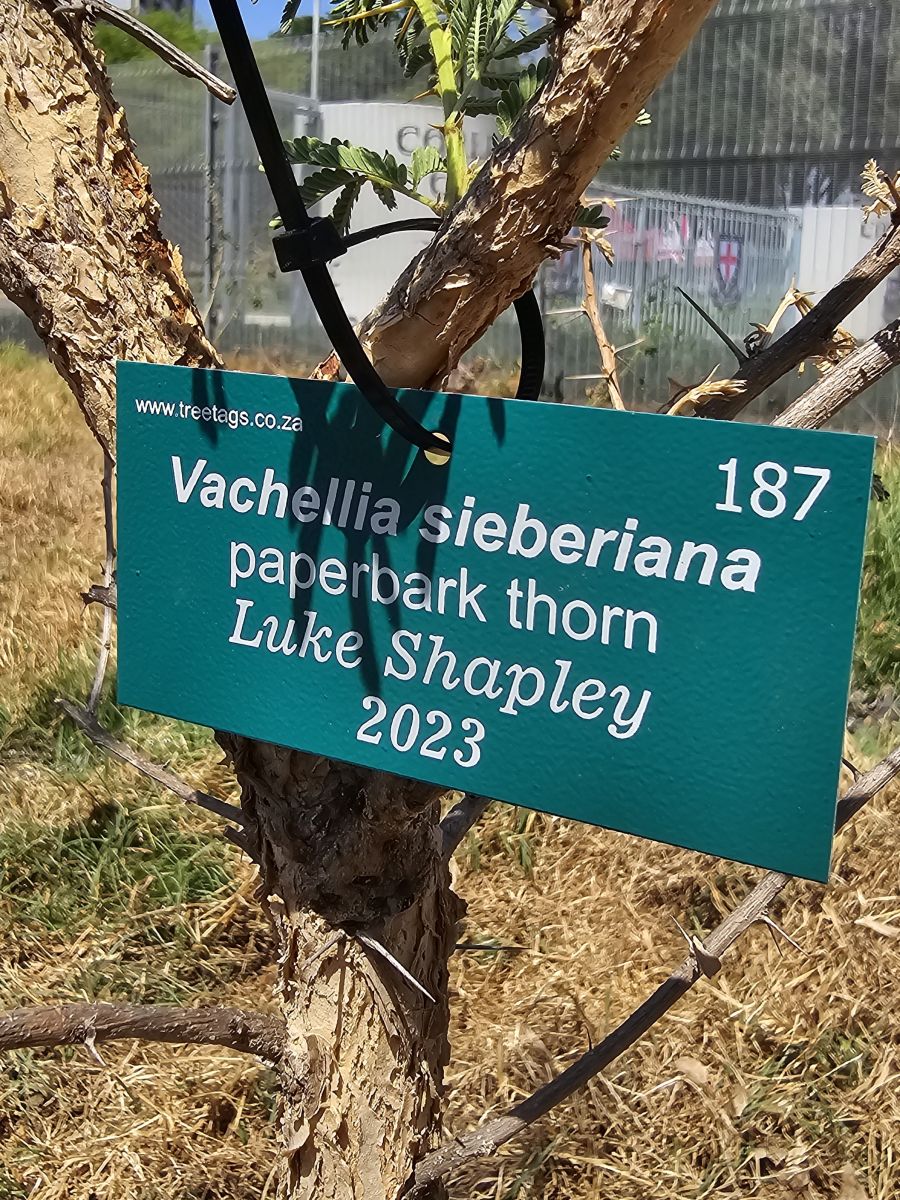 www.treetags.co.za
187
Vachellia sieberiana
paperbark thorn
Luke Shapley
2023